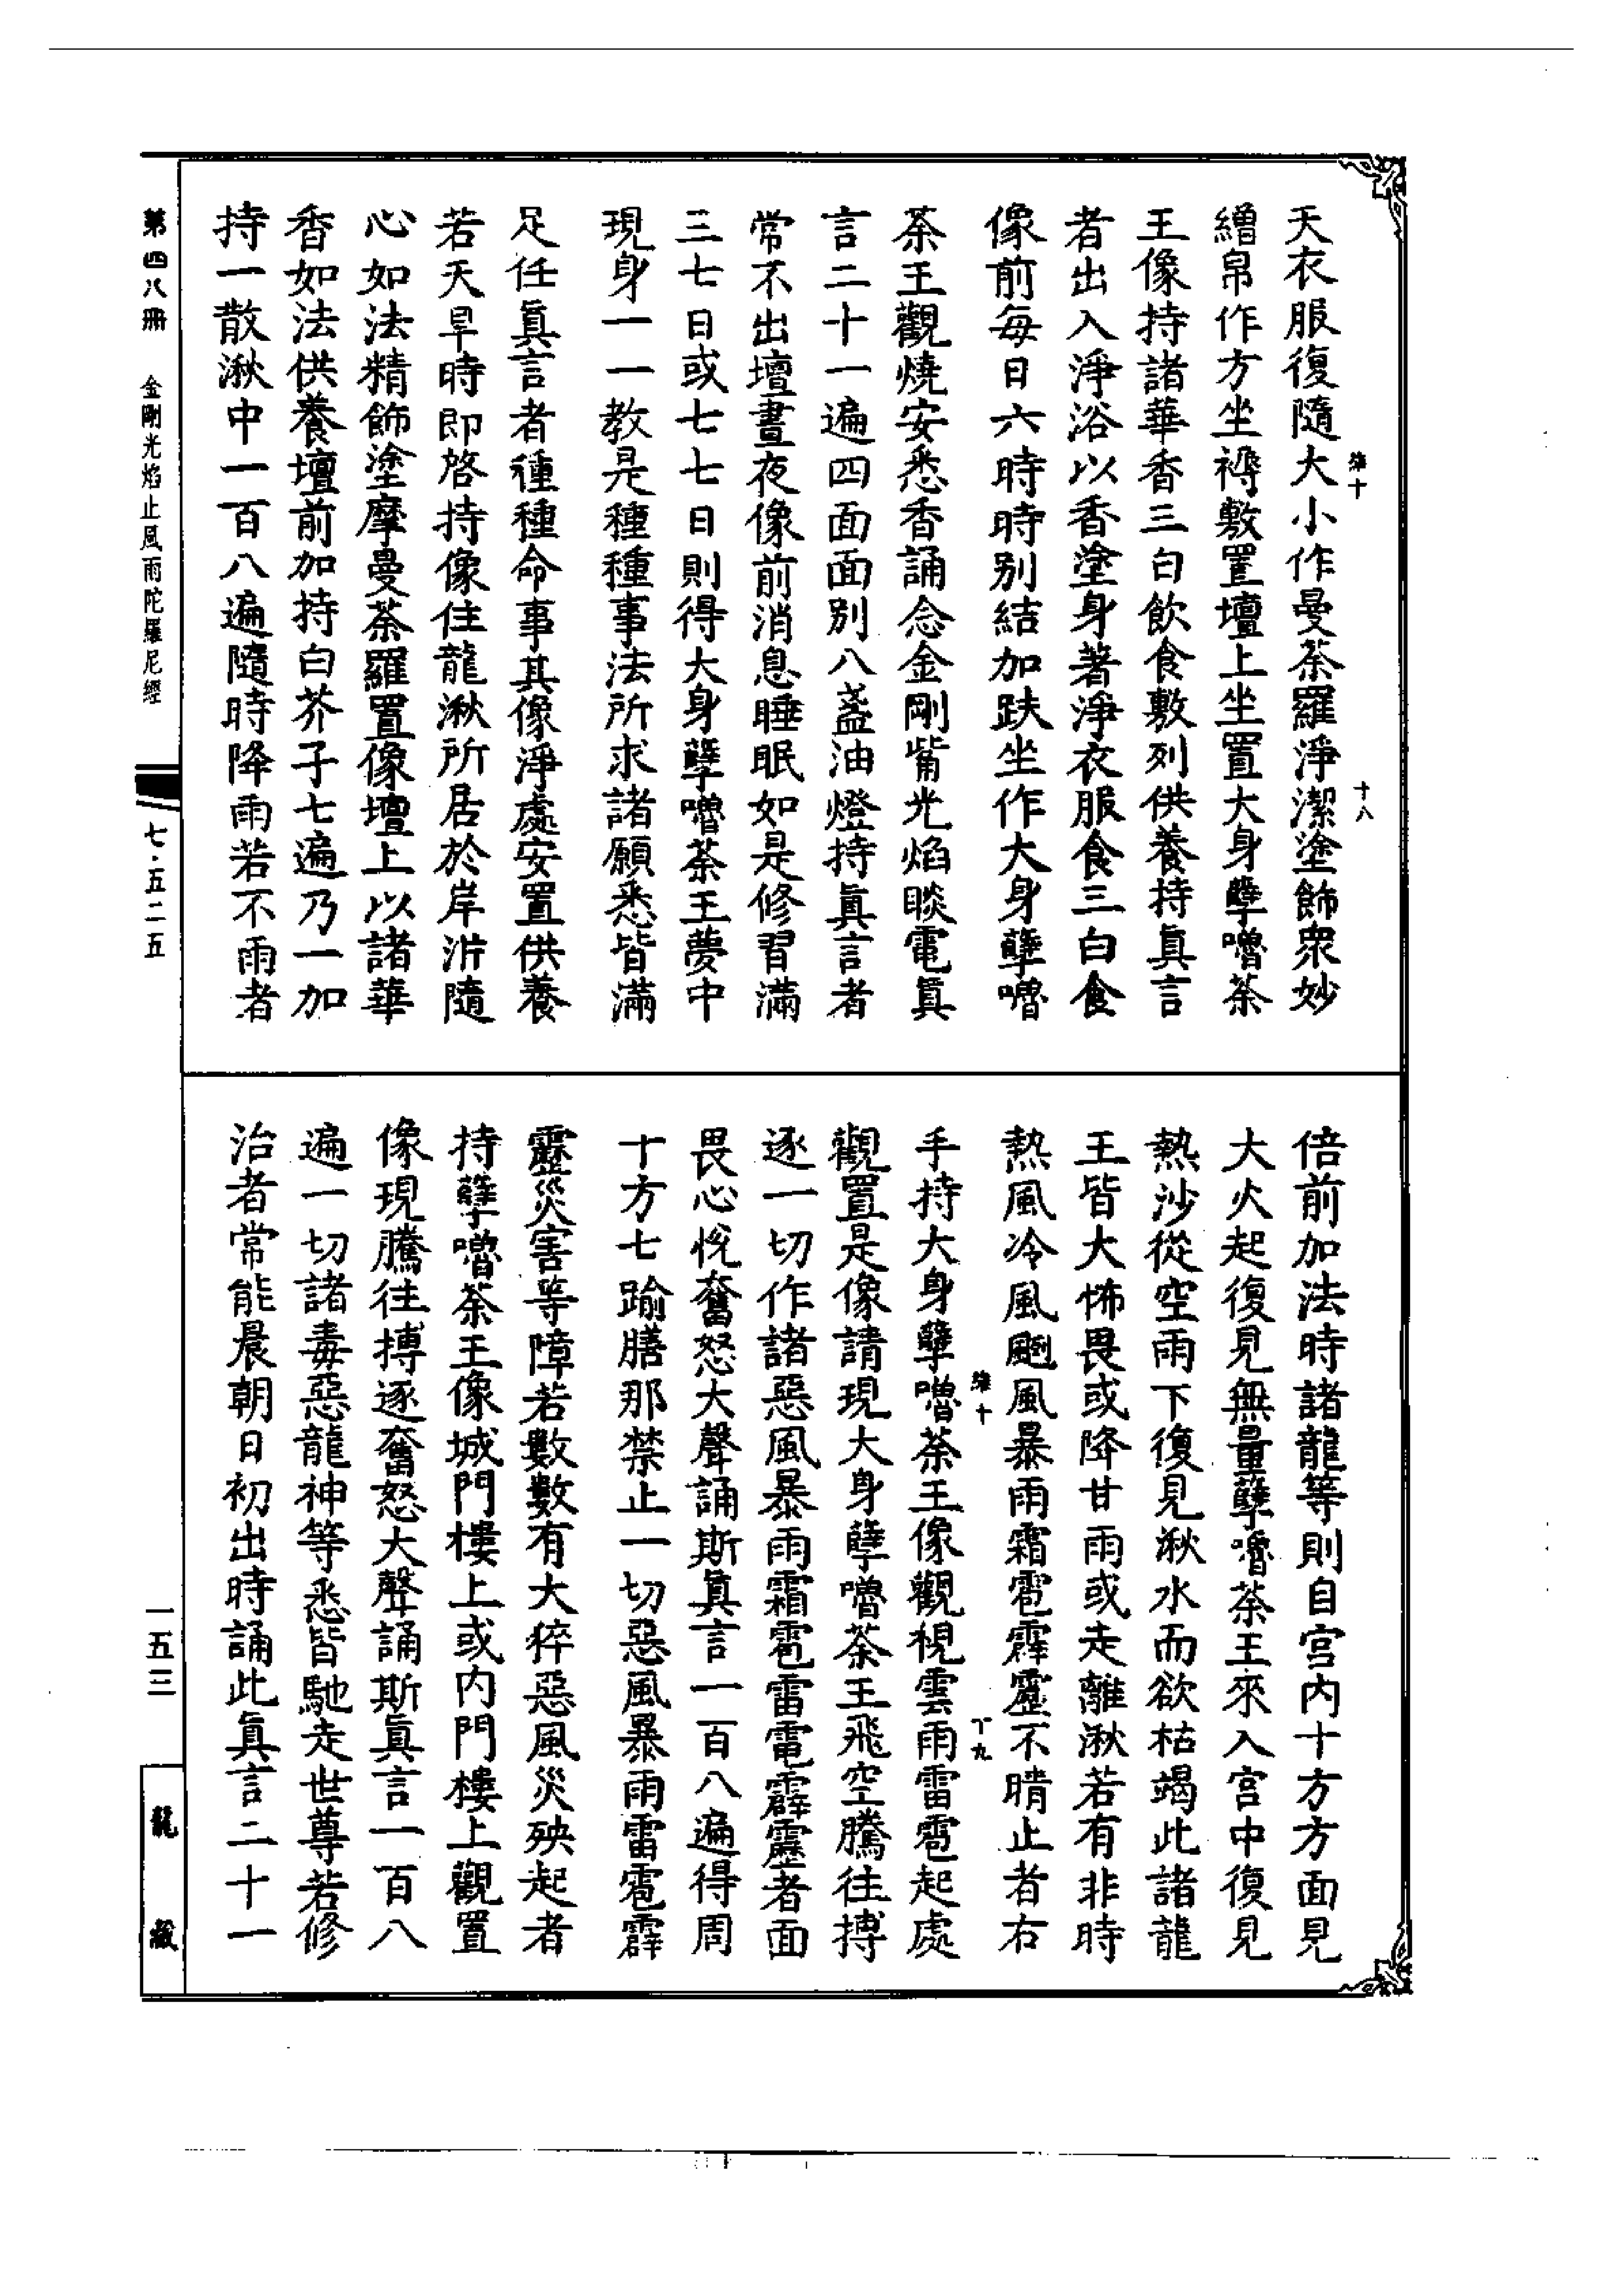 天衣服復隨大小作曼荼羅淨潔塗飾衆妙
繒帛作方坐褥敷置壇上坐置大身孽嚕荼
王像持諸華香三白飲食敷列供養持眞言
者出入淨浴以香塗身著淨衣服食三白食
像前每日六時時別結加趺坐作大身孽嚕
荼王觀燒安悉香誦念金剛觜光焰睒電眞
言二十一遍四面面別八盞油燈持眞言者
常不出壇晝夜像前消息睡眠如是修習滿
三七日或七七日則得大身孽嚕荼王夢中
現身一一教是種種事法所求諸願悉皆滿
足任眞言者種種命事其像淨處安置供養
若天旱時即啓持像住龍湫所居於岸泋隨
心如法精飾塗摩曼荼羅置像壇上以諸華
香如法供養壇前加持白芥子七遍乃一加
持一散湫中一百八遍隨時降雨若不雨者
倍前加法時諸龍等則自宮內十方方面見
大火起復見無量孽嚕荼王來入宮中復見
熱沙從空雨下復見湫水而欲枯竭此諸龍
王皆大怖畏或降甘雨或走離湫若有非時
熱風冷風颲風暴雨霜雹霹靂不晴止者右
手持大身孽嚕荼王像觀視雲雨雷雹起處
觀置是像請現大身孽嚕荼王飛空騰往搏
逐一切作諸惡風暴雨霜雹雷電霹靂者面
畏心怳奮怒大聲誦斯眞言一百八遍得周
十方七踰膳那禁止一切惡風暴雨雷雹霹
靂災害等障若數數有大猝惡風災殃起者
持孽嚕荼王像城門樓上或內門樓上觀置
像現騰往搏逐奮怒大聲誦斯眞言一百八
遍一切諸毒惡龍神等悉皆馳走世尊若修
治者常能晨朝日初出時誦此眞言二十一
十八
十九
第四八冊 金剛光焰止風雨陀羅尼經
七·五二五
一五三
龍藏